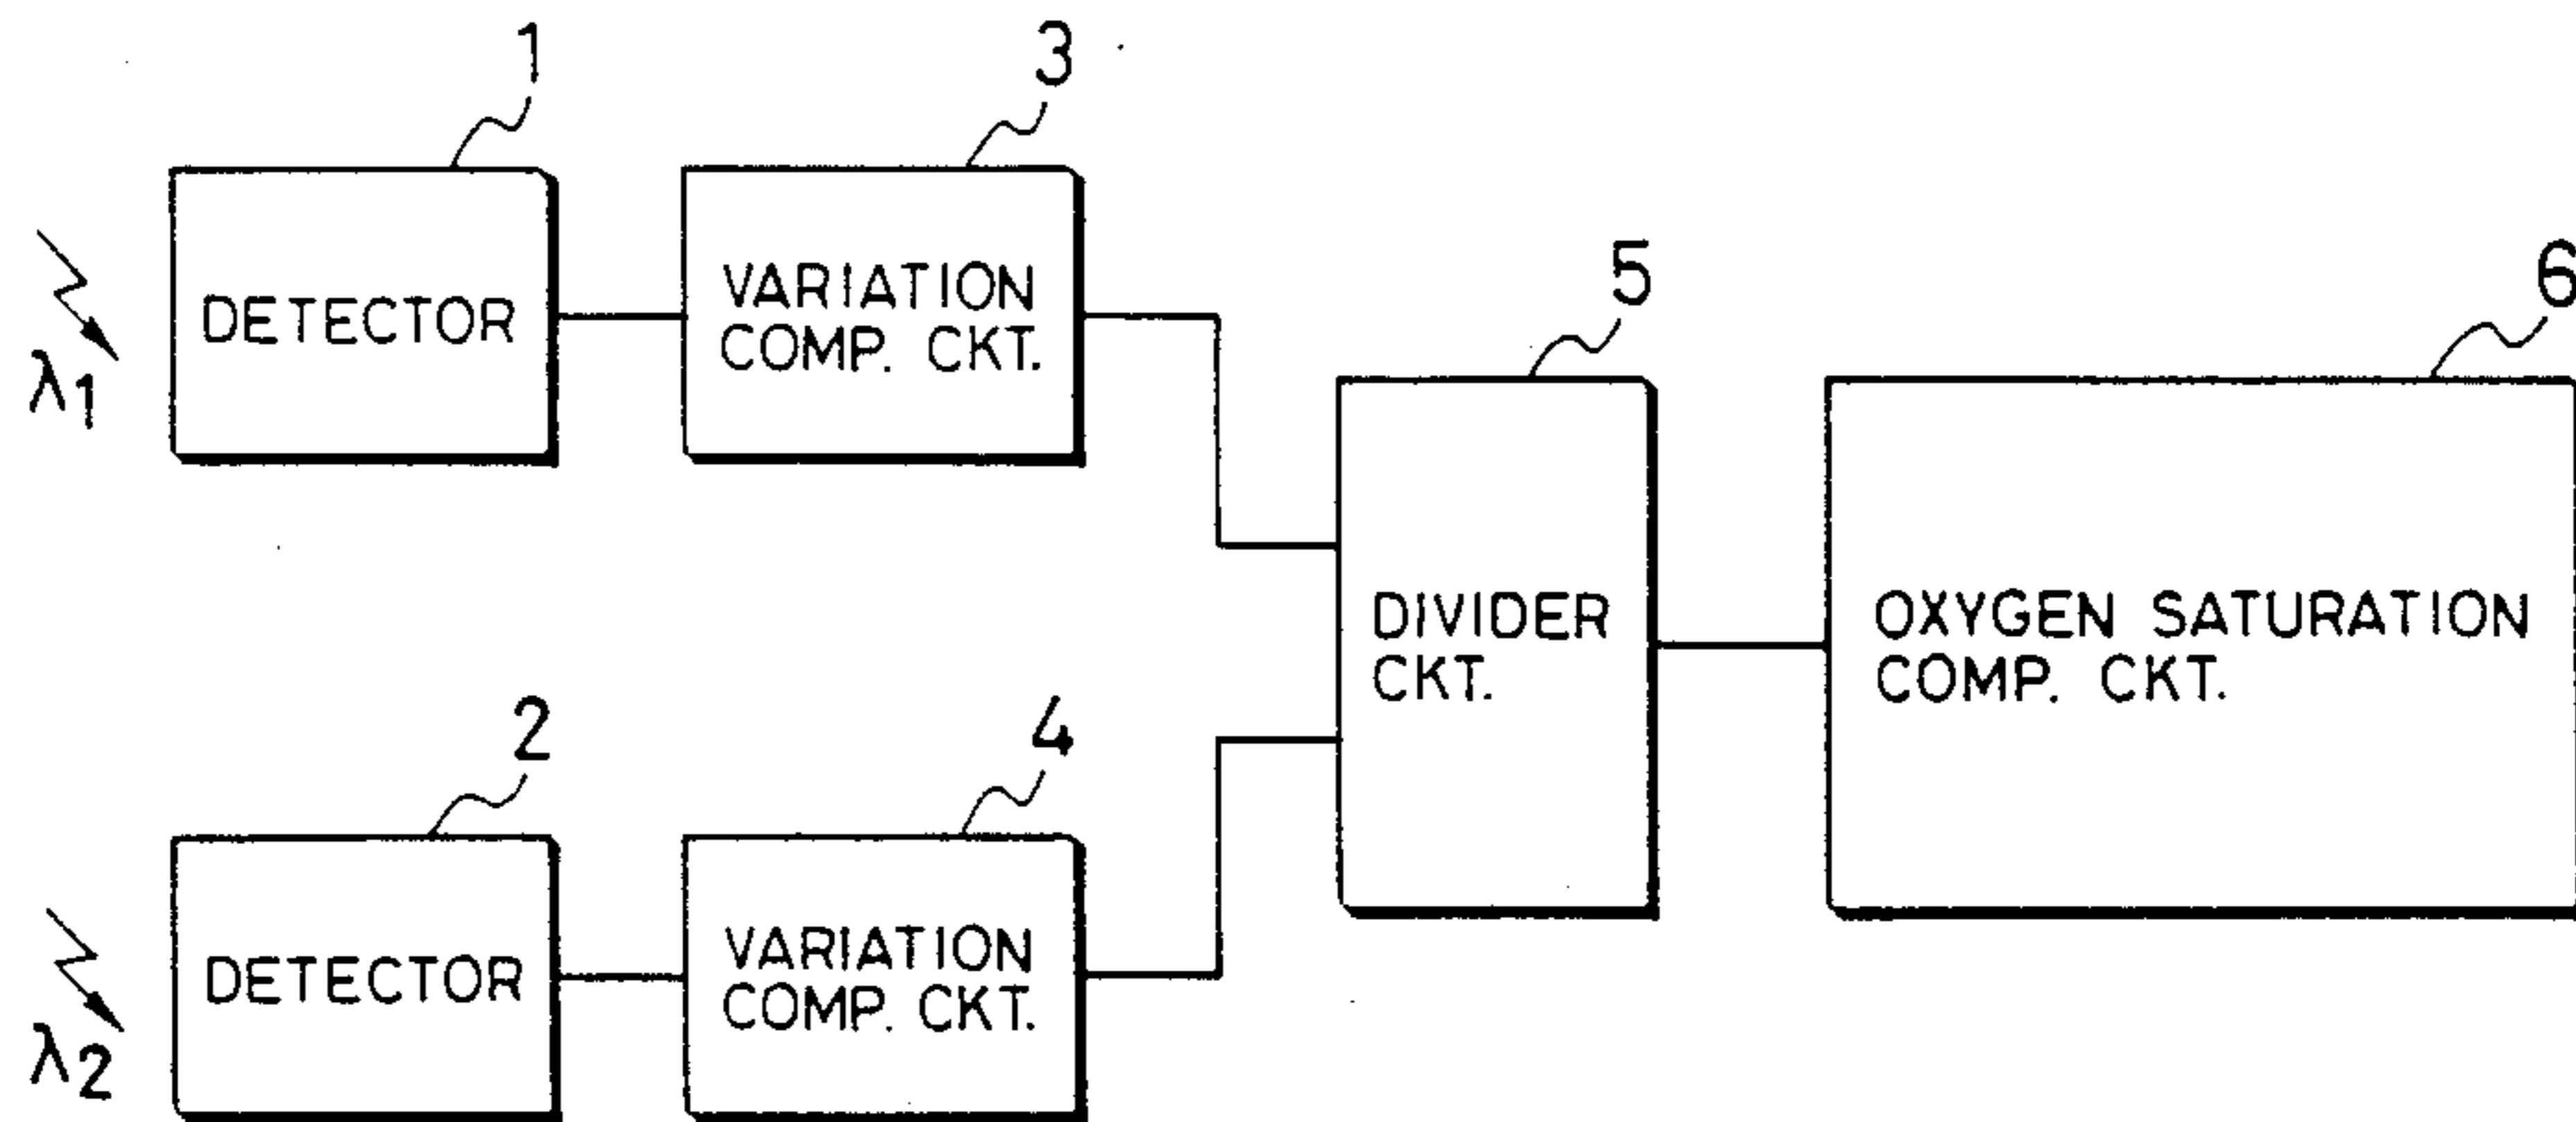 1
3
DETECTOR
VARIATION
COMP. CKT.
λ1
5
6
DIVIDER
CKT.
OXYGEN SATURATION
COMP. CKT.
2
4
DETECTOR
VARIATION
COMP. CKT.
λ2